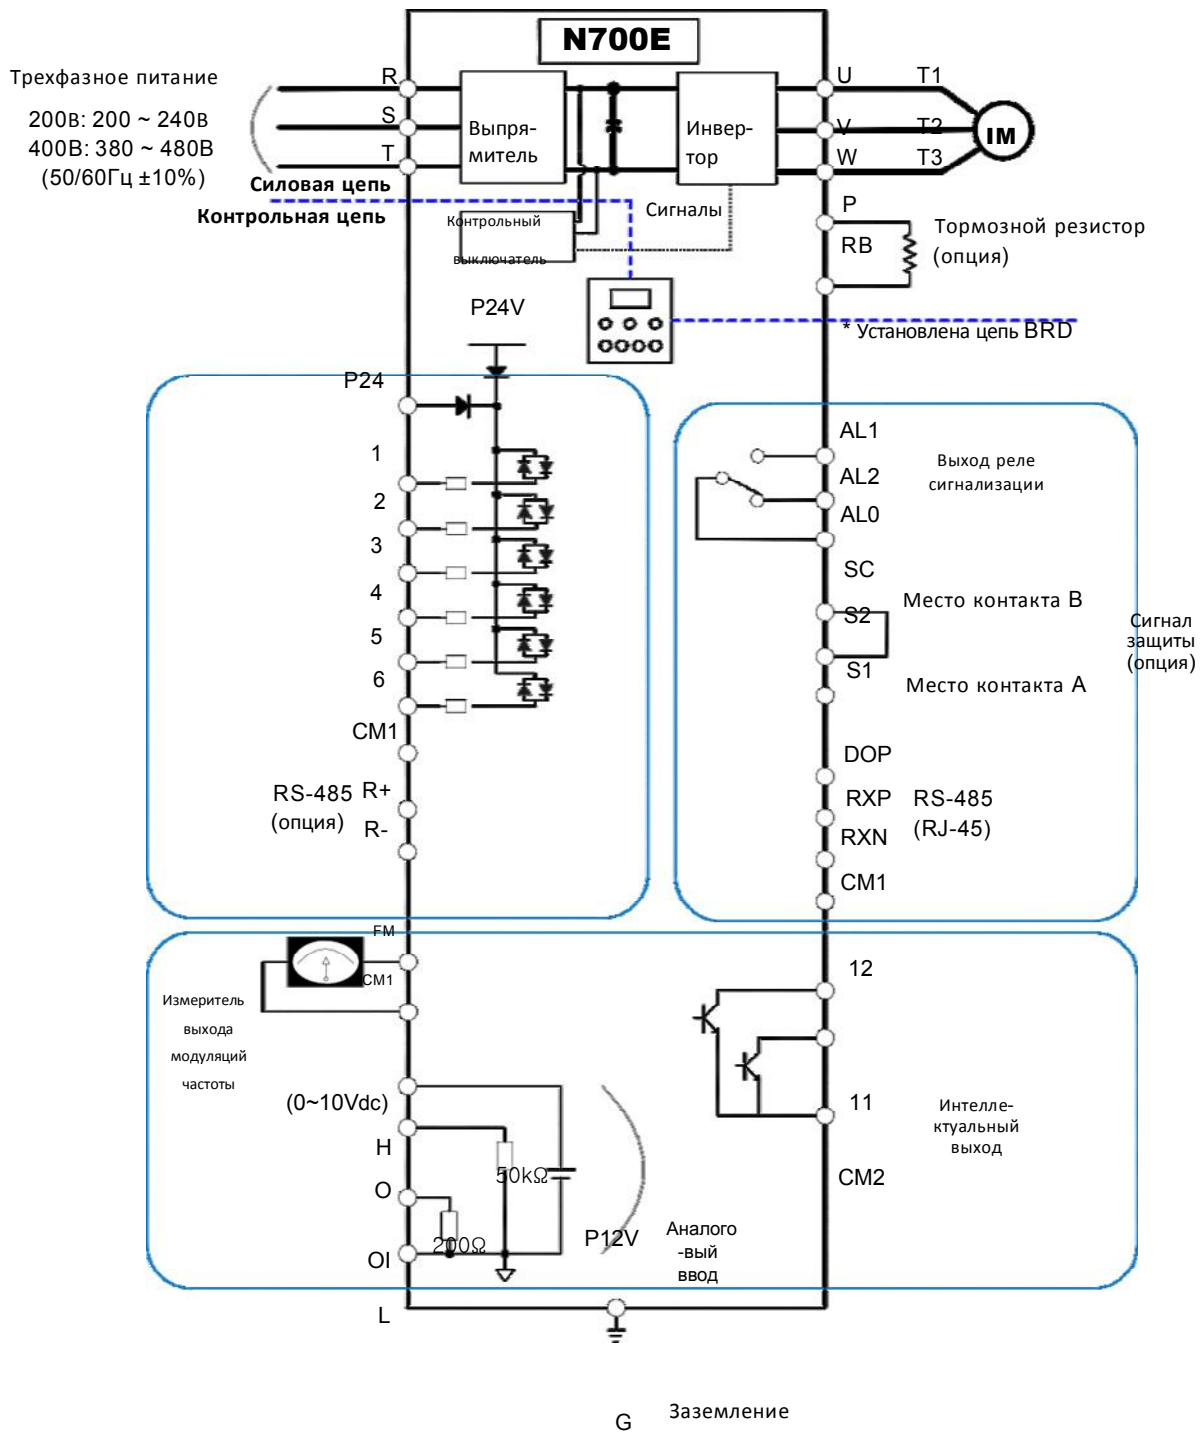 N700E
Трехфазное питание
200В: 200 ~ 240В
400В: 380 ~ 480В
(50/60Гц ±10%)
R
S
T
Выпря-
митель
Инвер-
тор
U
T1
V
T2
W
T3
IM
Силовая цепь
Контрольная цепь
Контрольный
выключатель
Сигналы
P
RB
Тормозной резистор
(опция)
* Установлена цепь BRD
P24V
P24
1
2
3
4
5
6
CM1
RS-485
(опция)
R+
R-
AL1
AL2
AL0
Выход реле
сигнализации
SC
S2
S1
Место контакта B
Место контакта A
Сигнал
защиты
(опция)
DOP
RXP
RXN
CM1
RS-485
(RJ-45)
FM
CM1
Измеритель
выхода
модуляций
частоты
(0~10Vdc)
H
O
OI
L
50kΩ
200Ω
P12V
Аналого
-вый
ввод
12
11
CM2
Интелле-
ктуальный
выход
G
Заземление